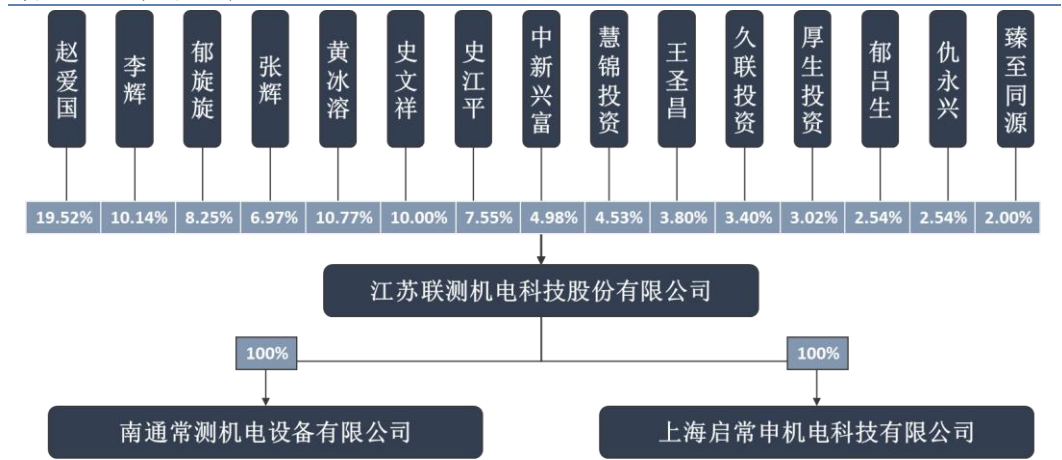 赵爱国
李辉
郁旋旋
张辉
黄冰溶
史文祥
史江平
中新兴富
慧锦投资
王圣昌
久联投资
厚生投资
郁吕生
仇永兴
臻至同源
19.52% 10.14% 8.25% 6.97% 10.77% 10.00% 7.55% 4.98% 4.53% 3.80% 3.40% 3.02% 2.54% 2.54% 2.00%
江苏联测机电科技股份有限公司
100% 100%
南通常测机电设备有限公司
上海启常申机电科技有限公司